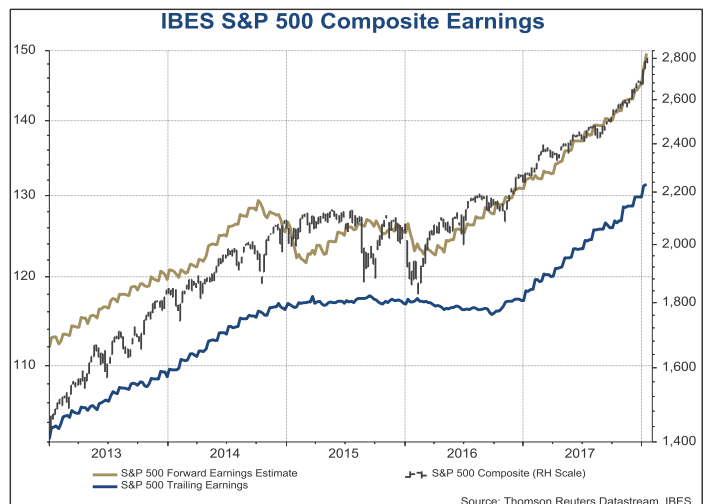 IBES S&P 500 Composite Earnings
150
140
130
120
110
2,800
2,600
2,400
2,200
2,000
1,800
1,600
1,400
2013 2014 2015 2016 2017
S&P 500 Forward Earnings Estimate
S&P 500 Trailing Earnings
S&P 500 Composite (RH Scale)
Source: Thomson Reuters Datastream, IBES